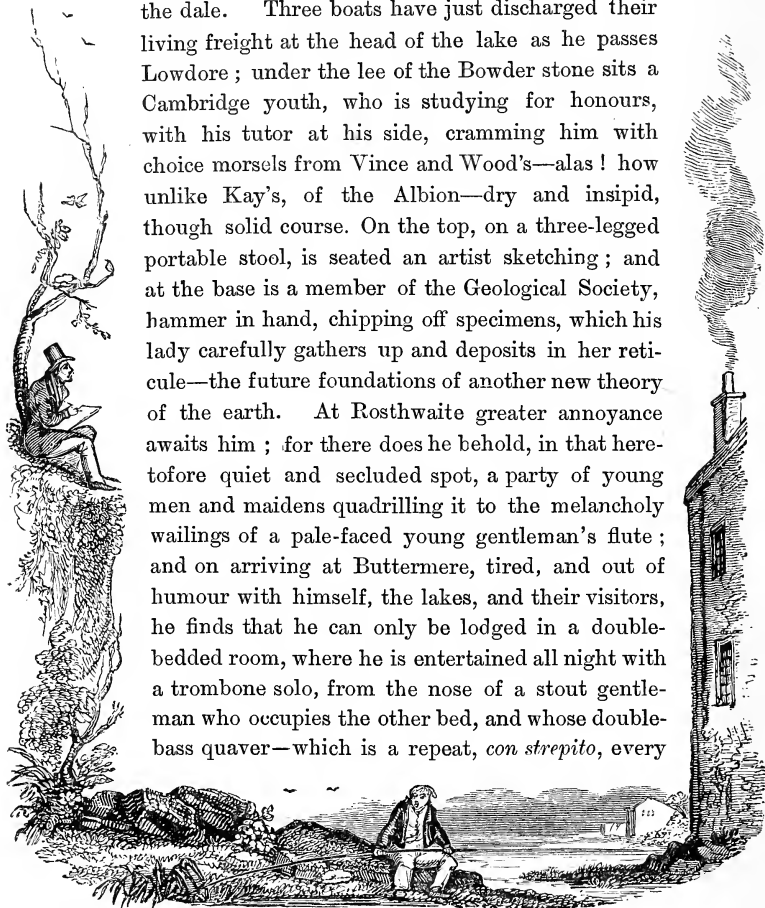 the dale. Three boats have just discharged their
living freight at the head of the lake as he passes
Lowdore ; under the lee of the Bowder stone sits a
Cambridge youth, who is studying for honours,
with his tutor at his side, cramming him with
choice morsels from Vince and Wood's—alas ! how
unlike Kay's, of the Albion—dry and insipid,
though solid course. On the top, on a three-legged
portable stool, is seated an artist sketching ; and
at the base is a member of the Geological Society,
hammer in hand, chipping off specimens, which his
lady carefully gathers up and deposits in her reti-
cule—the future foundations of another new theory
of the earth. At Rosthwaite greater annoyance
awaits him ; for there does he behold, in that here-
tofore quiet and secluded spot, a party of young
men and maidens quadrilling it to the melancholy
wailings of a pale-faced young gentleman's flute ;
and on arriving at Buttermere, tired, and out of
humour with himself, the lakes, and their visitors,
he finds that he can only be lodged in a double-
bedded room, where he is entertained all night with
a trombone solo, from the nose of a stout gentle-
man who occupies the other bed, and whose double-
bass quaver—which is a repeat, con strepito, every